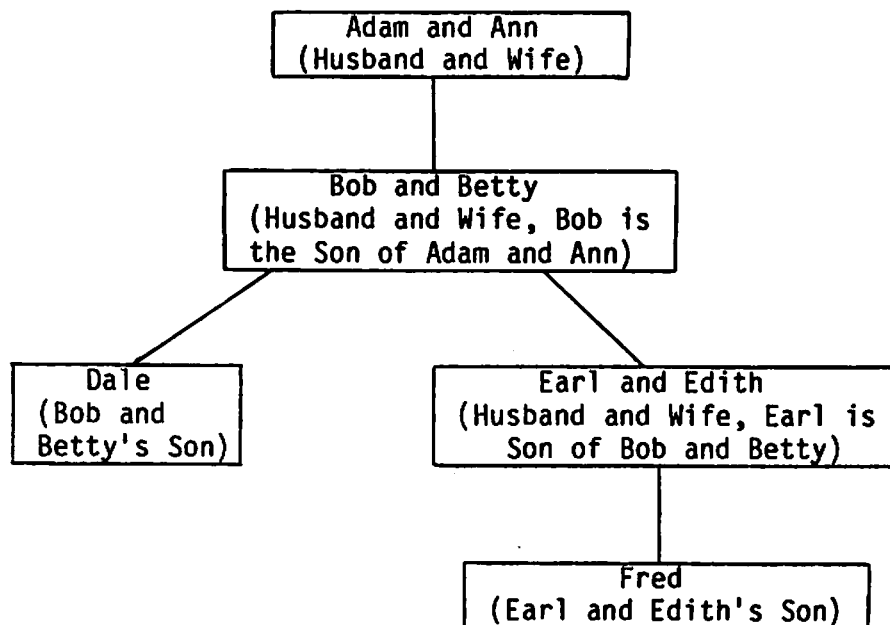 Adam and Ann
(Husband and Wife)
Bob and Betty
(Husband and Wife, Bob is
the Son of Adam and Ann)
Dale
(Bob and
Betty's Son)
Earl and Edith
(Husband and Wife, Earl is
Son of Bob and Betty)
Fred
(Earl and Edith's Son)